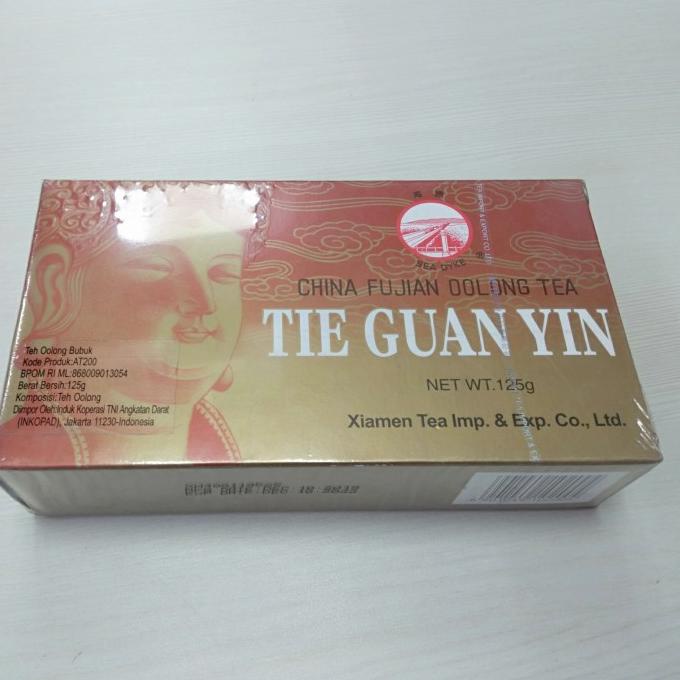 SEA DYKE
CHINA FUJIAN OOLONG TEA
TIE GUAN YIN
NET WT.125g
Xiamen Tea Imp. & Exp. Co., Ltd.
Teh Oolong Bubuk
Kode Produk:AT200
BPOM RI ML:868009013054
Berat Bersih:125g
Komposisi:Teh Oolong
Diimpor Oleh:Induk Koperasi TNI Angkatan Darat
(INKOPAD), Jakarta 11230-Indonesia